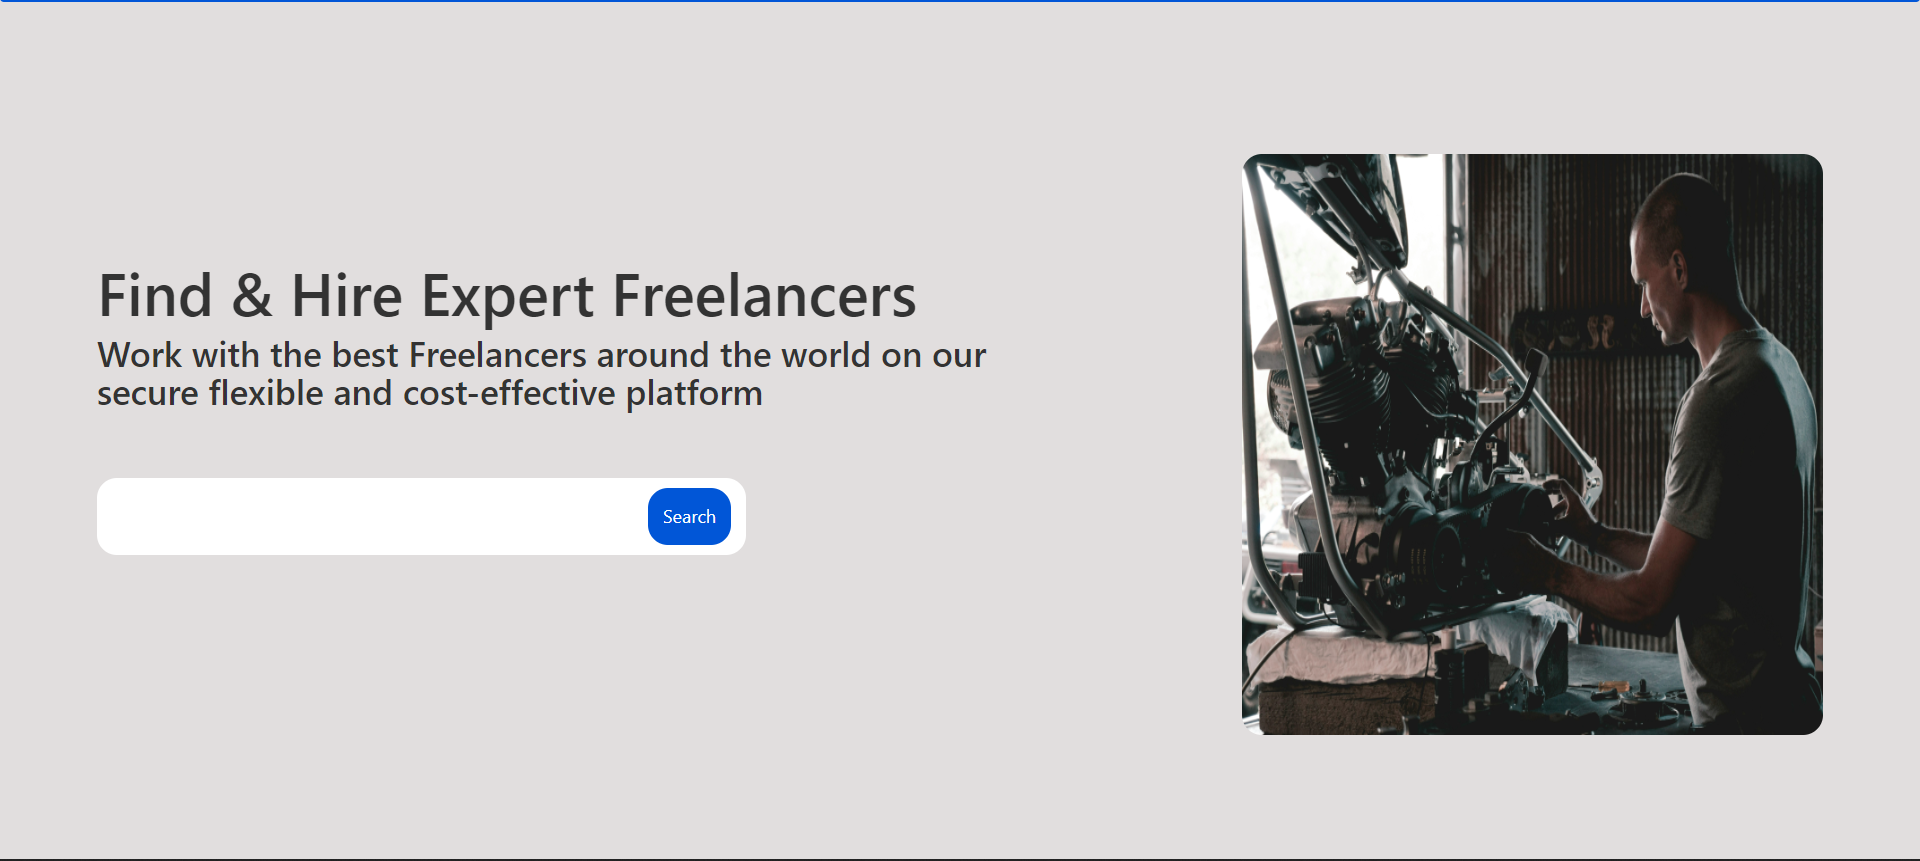 Find & Hire Expert Freelancers
Work with the best Freelancers around the world on our
secure flexible and cost-effective platform
Search